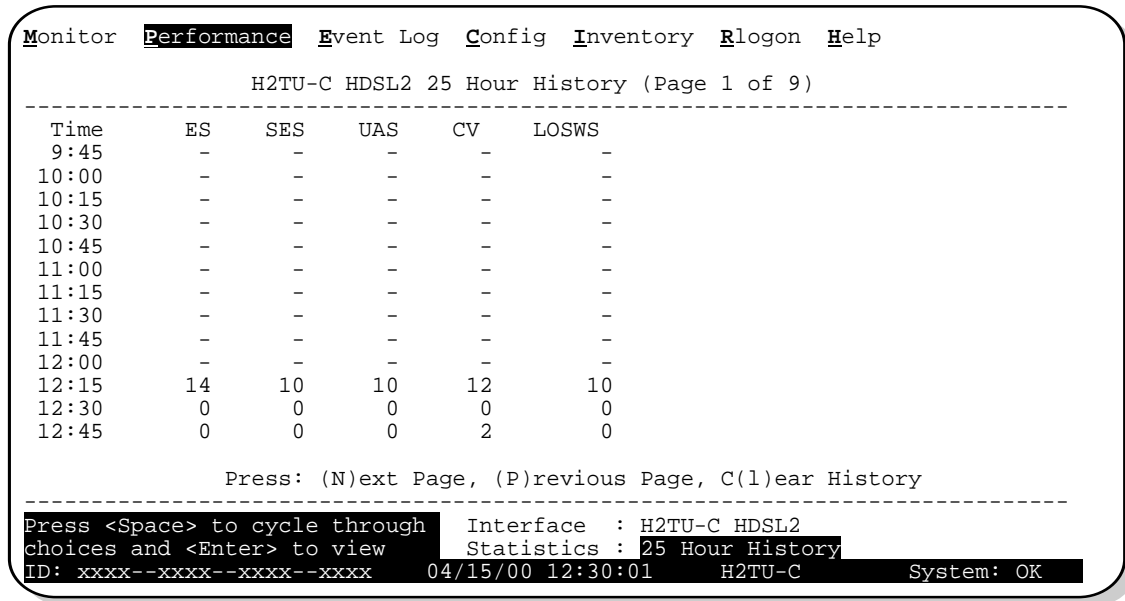 Monitor Performance Event Log Config Inventory Rlogon Help
H2TU-C HDSL2 25 Hour History (Page 1 of 9)
--------------------------------------------------------------------------------
Time ES SES UAS CV LOSWS
9:45 - - - - -
10:00 - - - - -
10:15 - - - - -
10:30 - - - - -
10:45 - - - - -
11:00 - - - - -
11:15 - - - - -
11:30 - - - - -
11:45 - - - - -
12:00 - - - - -
12:15 14 10 10 12 10
12:30 0 0 0 0 0
12:45 0 0 0 2 0
Press: (N)ext Page, (P)revious Page, C(l)ear History
--------------------------------------------------------------------------------
Press <Space> to cycle through Interface : H2TU-C HDSL2
choices and <Enter> to view Statistics : 25 Hour History
ID: xxxx--xxxx--xxxx--xxxx 04/15/00 12:30:01 H2TU-C System: OK